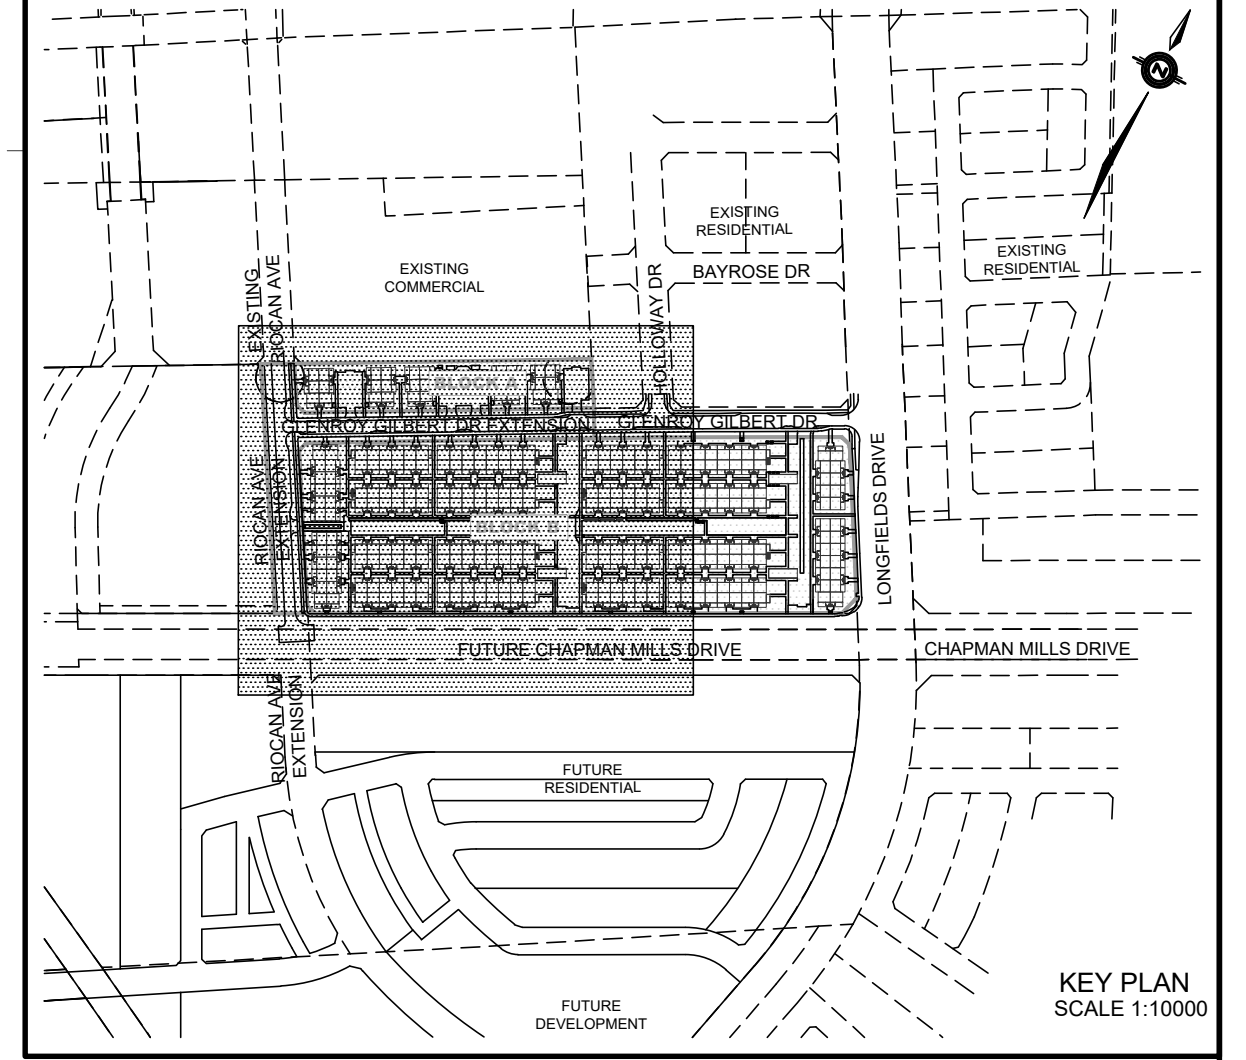 N
EXISTING
RESIDENTIAL
EXISTING
RESIDENTIAL
BAYROSE DR
EXISTING
COMMERCIAL
EXISTING
RIOCAN AVE
HOLLOWAY DR
BLOCK A
GLENROY GILBERT DR EXTENSION
GLENROY GILBERT DR
RIOCAN AVE
EXTENSION
BLOCK B
LONGFIELDS DRIVE
FUTURE CHAPMAN MILLS DRIVE
CHAPMAN MILLS DRIVE
RIOCAN AVE
EXTENSION
FUTURE
RESIDENTIAL
FUTURE
DEVELOPMENT
KEY PLAN
SCALE 1:10000